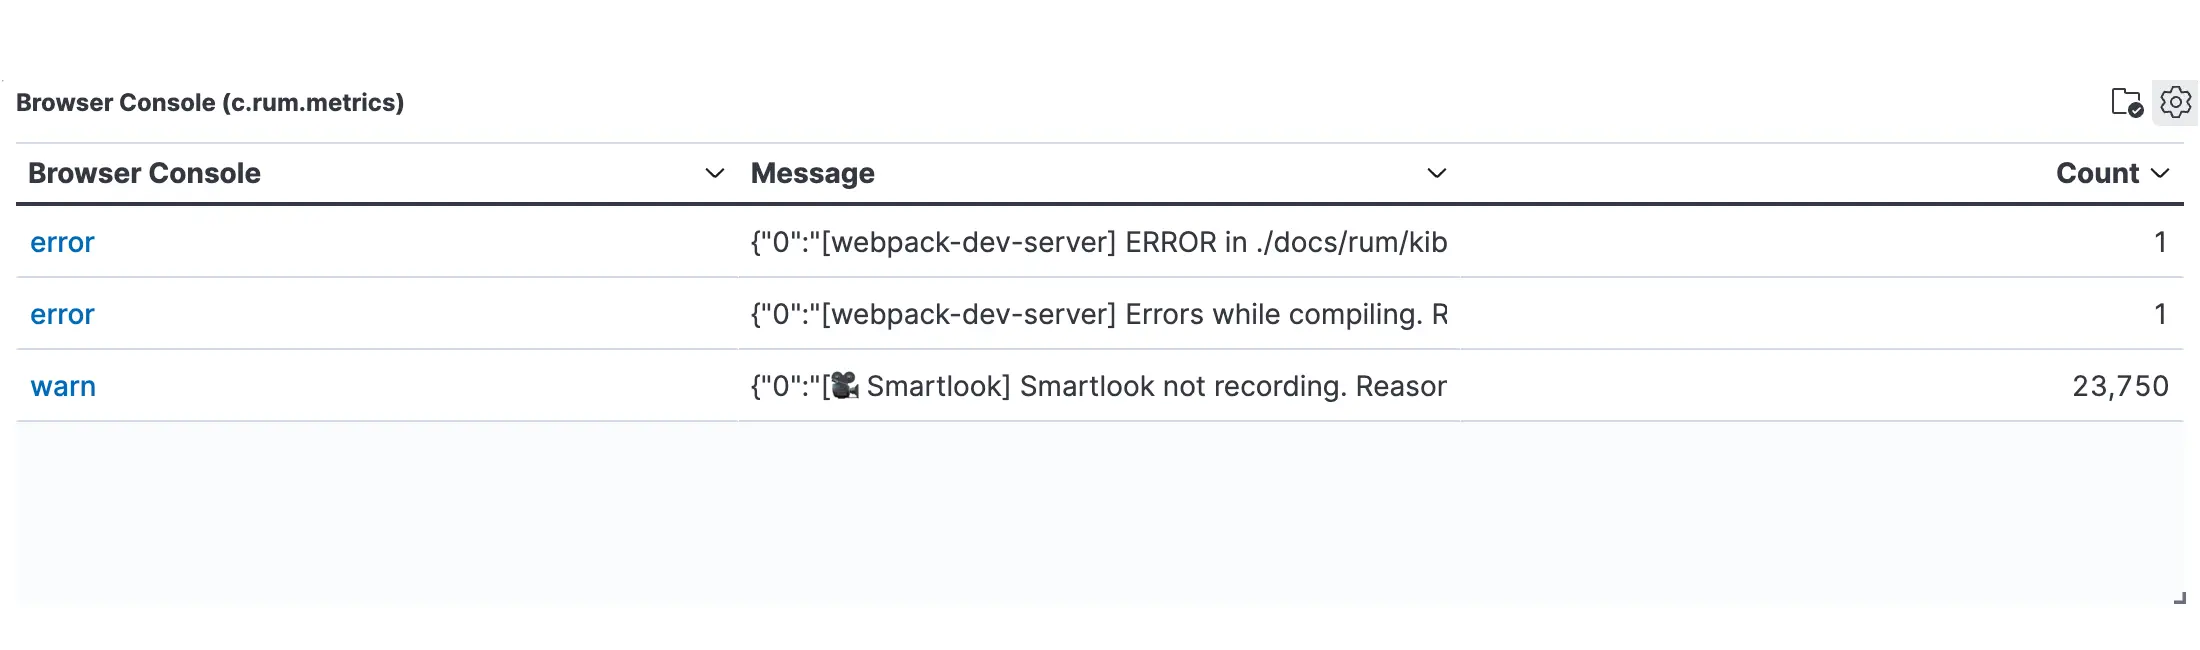 Browser Console (c.rum.metrics)
Browser Console Message Count
error {"0":"[webpack-dev-server] ERROR in ./docs/rum/kib 1
error {"0":"[webpack-dev-server] Errors while compiling. R 1
warn {"0":"[🎥 Smartlook] Smartlook not recording. Reasor 23,750